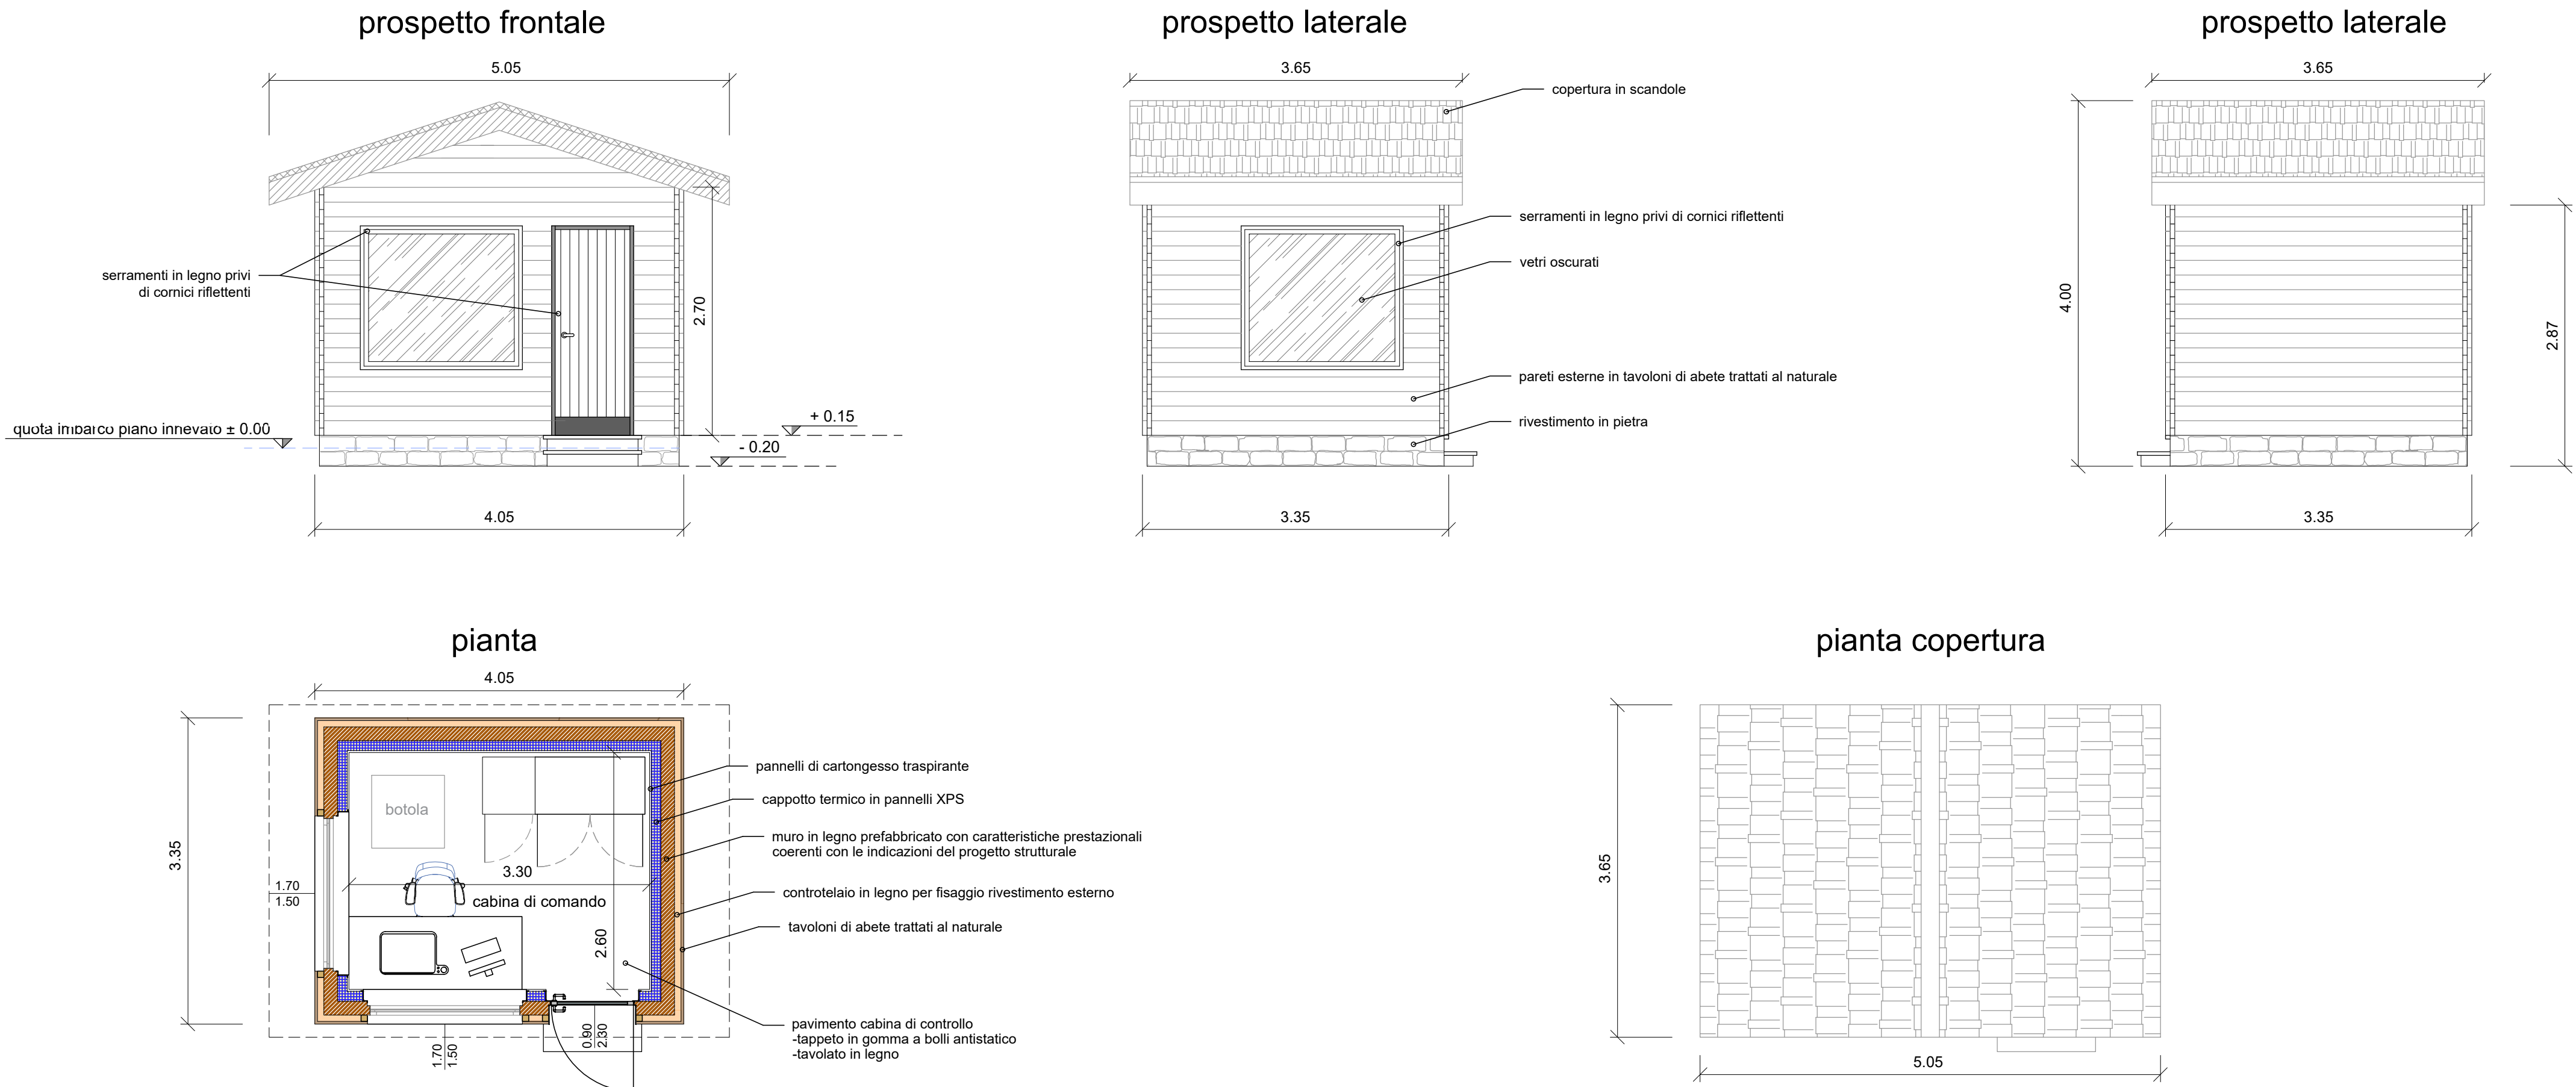 prospetto frontale
5.05
serramenti in legno privi
di cornici riflettenti
2.70
quota imbarco piano innevato ± 0.00
+ 0.15
- 0.20
4.05
prospetto laterale
3.65
copertura in scandole
serramenti in legno privi di cornici riflettenti
vetri oscurati
pareti esterne in tavoloni di abete trattati al naturale
rivestimento in pietra
3.35
prospetto laterale
3.65
4.00
2.87
3.35
pianta
4.05
3.35
botola
3.30
cabina di comando
2.60
1.70
1.50
1.70
1.50
0.90
2.30
pannelli di cartongesso traspirante
cappotto termico in pannelli XPS
muro in legno prefabbricato con caratteristiche prestazionali
coerenti con le indicazioni del progetto strutturale
controtelaio in legno per fisaggio rivestimento esterno
tavoloni di abete trattati al naturale
pavimento cabina di controllo
-tappeto in gomma a bolli antistatico
-tavolato in legno
pianta copertura
3.65
5.05